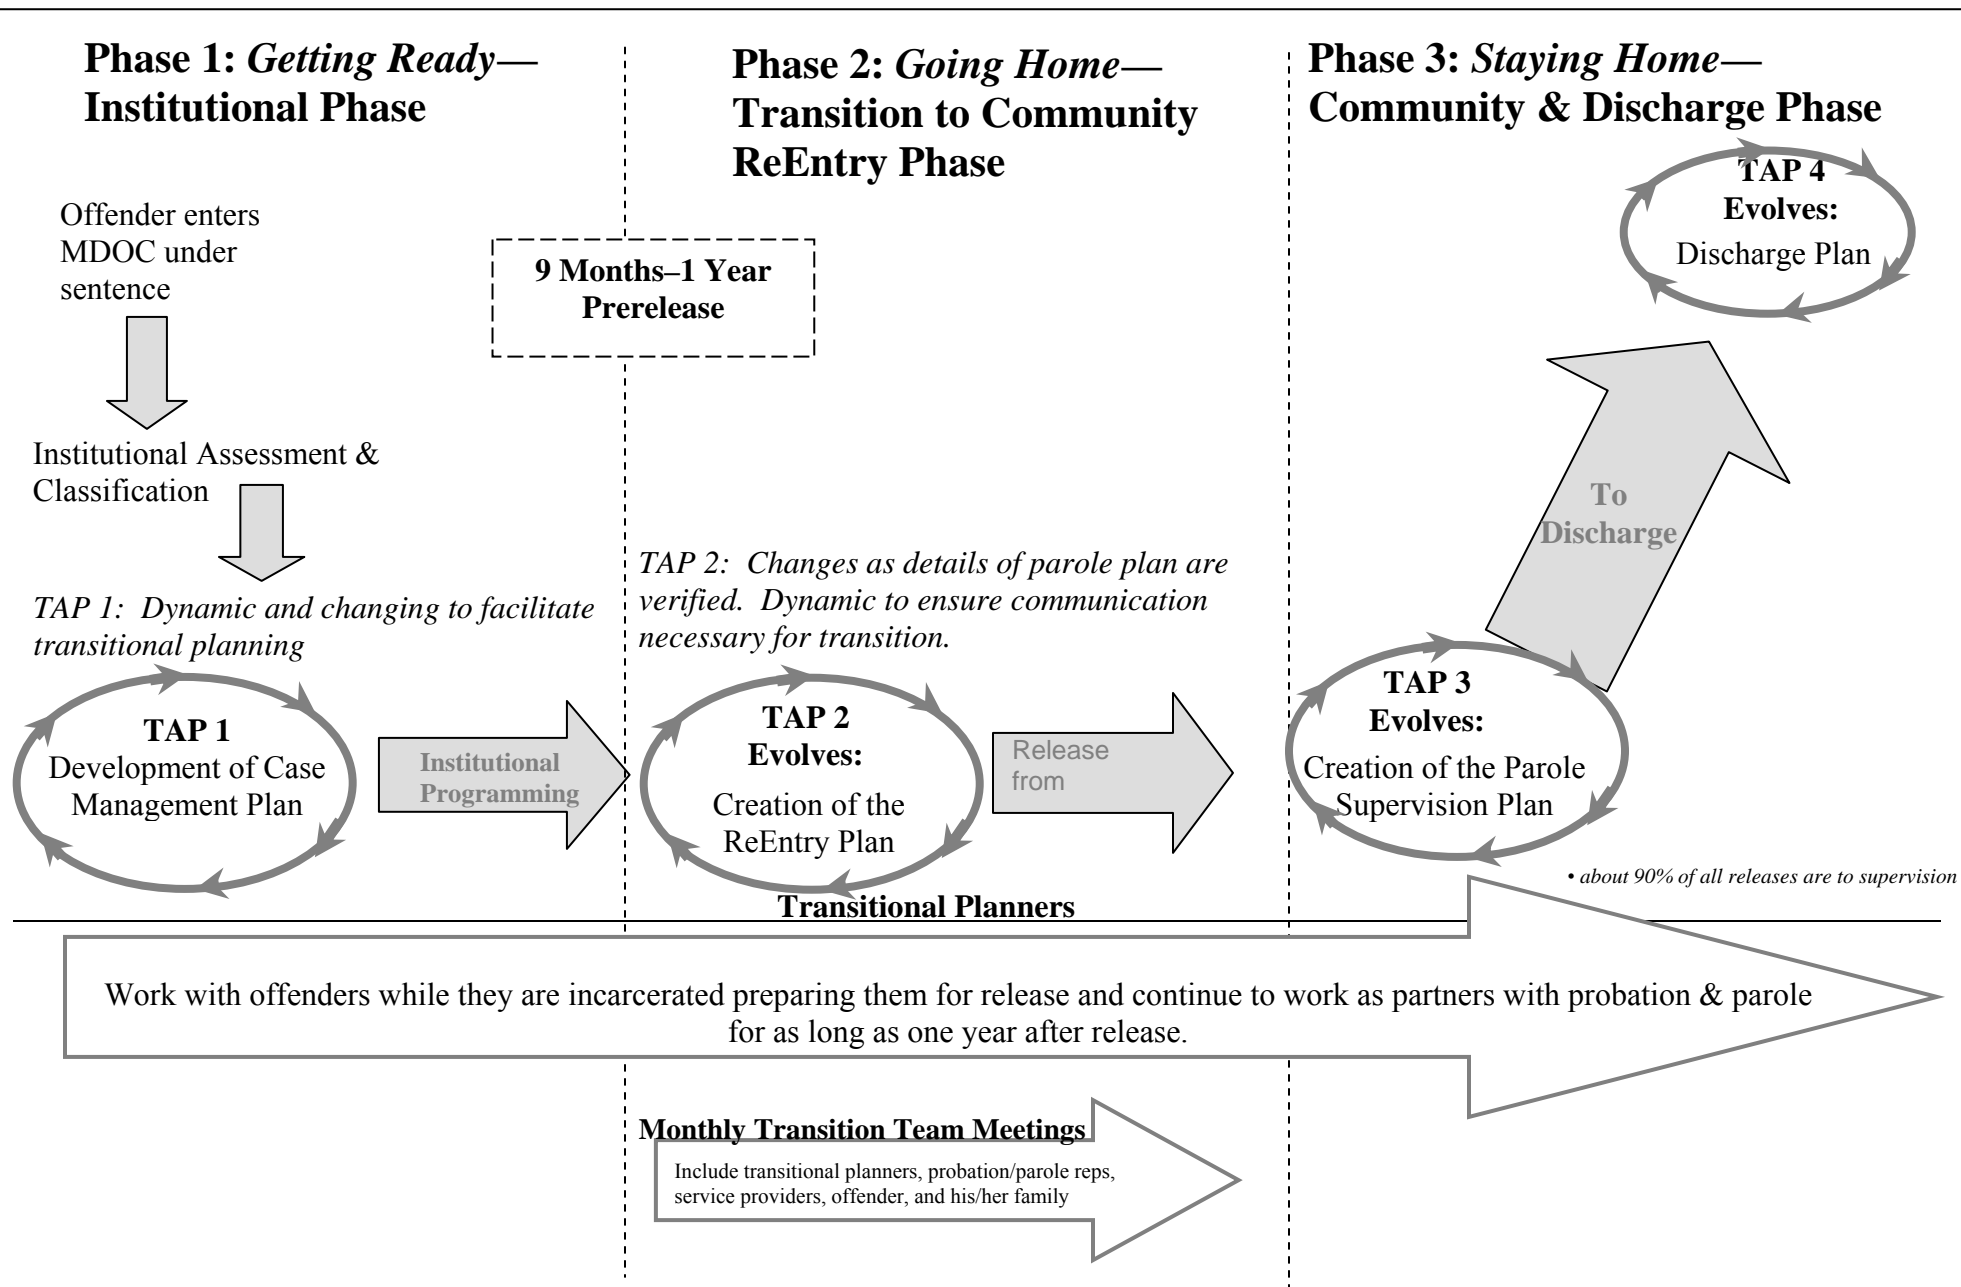 Phase 1: Getting Ready—
Institutional Phase
Phase 2: Going Home—
Transition to Community
ReEntry Phase
Phase 3: Staying Home—
Community & Discharge Phase
Offender enters
MDOC under
sentence
9 Months–1 Year
Prerelease
TAP 4
Evolves:
Discharge Plan
Institutional Assessment &
Classification
To
Discharge
TAP 1:  Dynamic and changing to facilitate
transitional planning
TAP 2:  Changes as details of parole plan are
verified.  Dynamic to ensure communication
necessary for transition.
TAP 1
Development of Case
Management Plan
Institutional
Programming
TAP 2
Evolves:
Creation of the
ReEntry Plan
Release
from
TAP 3
Evolves:
Creation of the Parole
Supervision Plan
• about 90% of all releases are to supervision
Transitional Planners
Work with offenders while they are incarcerated preparing them for release and continue to work as partners with probation & parole
for as long as one year after release.
Monthly Transition Team Meetings
Include transitional planners, probation/parole reps,
service providers, offender, and his/her family